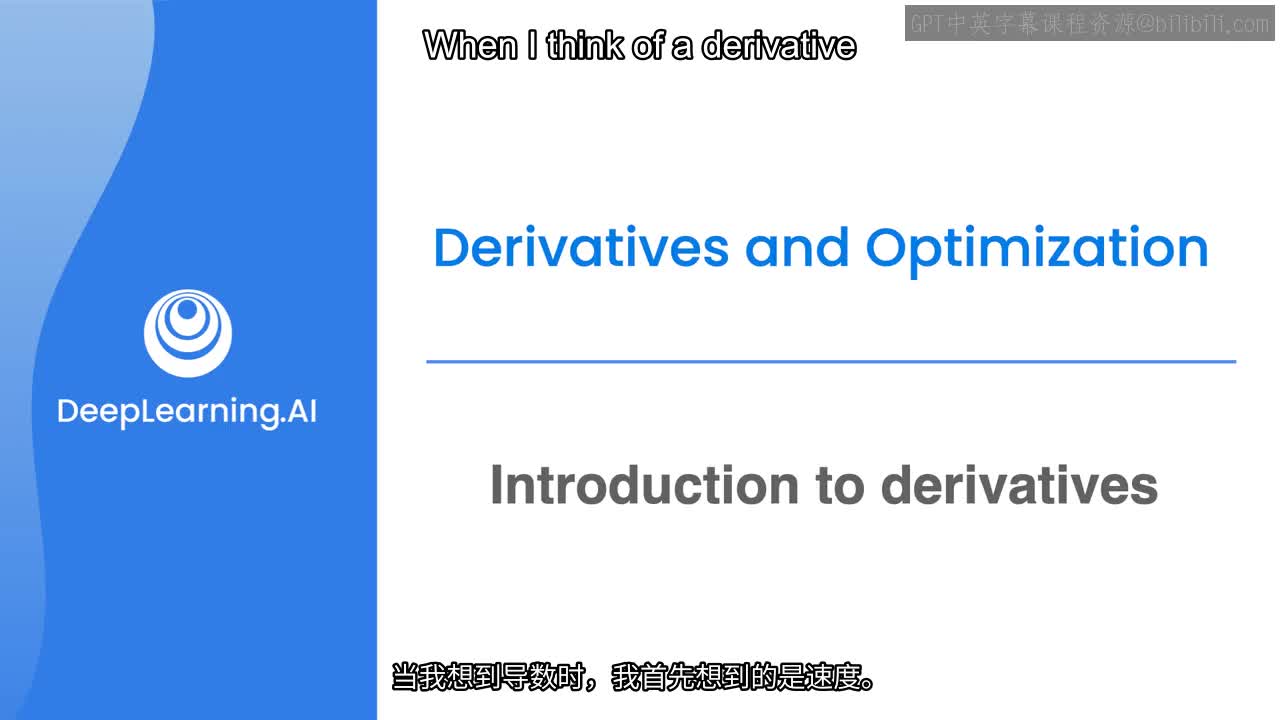 GPT中英字幕课程资源@bilibili.com
When I think of a derivative
Derivatives and Optimization
DeepLearning.AI
Introduction to derivatives
当我想到导数时，我首先想到的是速度。